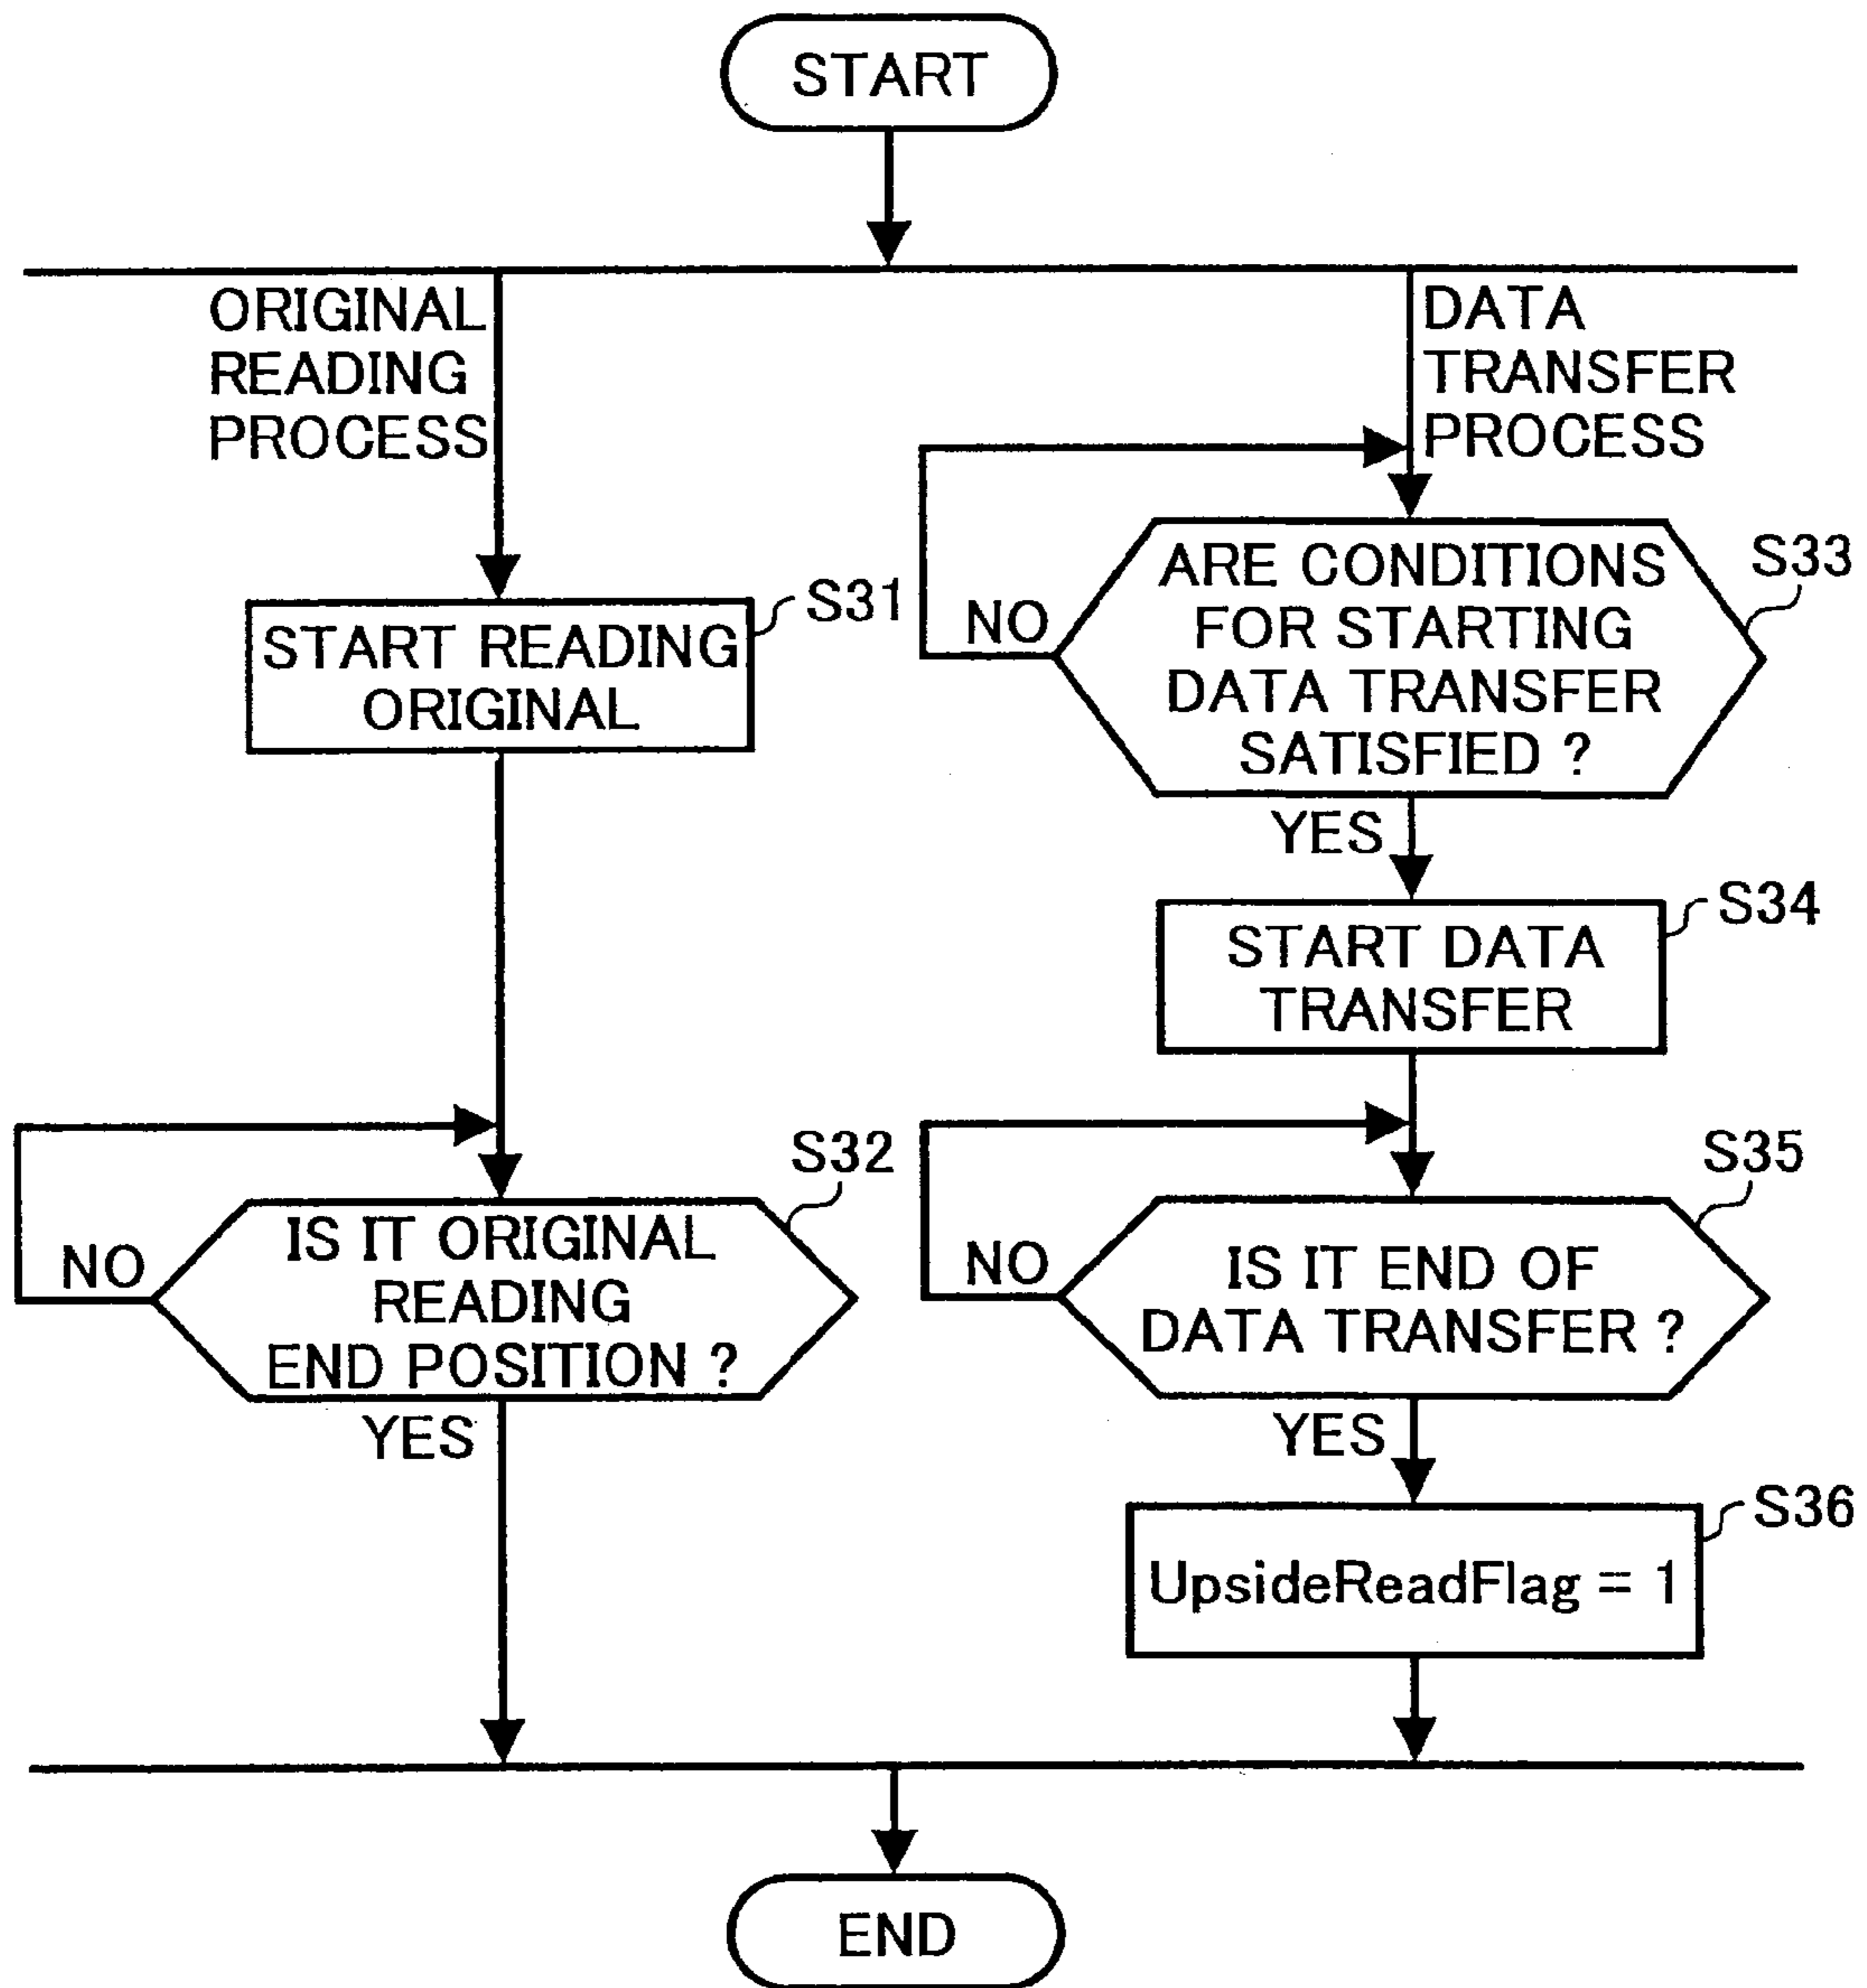 START
ORIGINAL
READING
PROCESS
DATA
TRANSFER
PROCESS
S31
START READING
ORIGINAL
S33
ARE CONDITIONS
FOR STARTING
DATA TRANSFER
SATISFIED ?
NO
YES
S34
START DATA
TRANSFER
S32
IS IT ORIGINAL
READING
END POSITION ?
NO
YES
S35
IS IT END OF
DATA TRANSFER ?
NO
YES
S36
UpsideReadFlag = 1
END